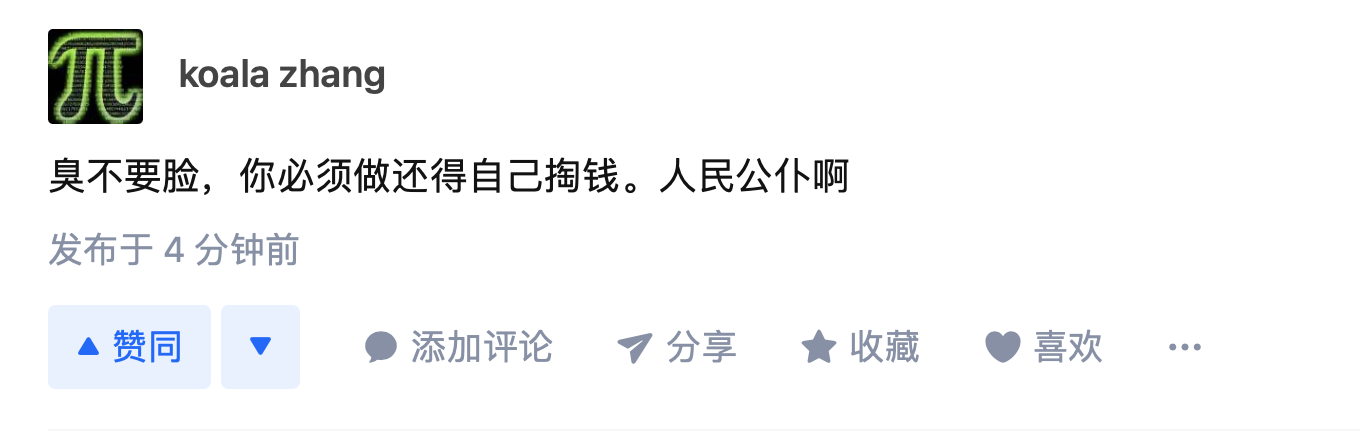 koala zhang
臭不要脸，你必须做还得自己掏钱。人民公仆啊
发布于 4 分钟前
赞同 添加评论 分享 收藏 喜欢